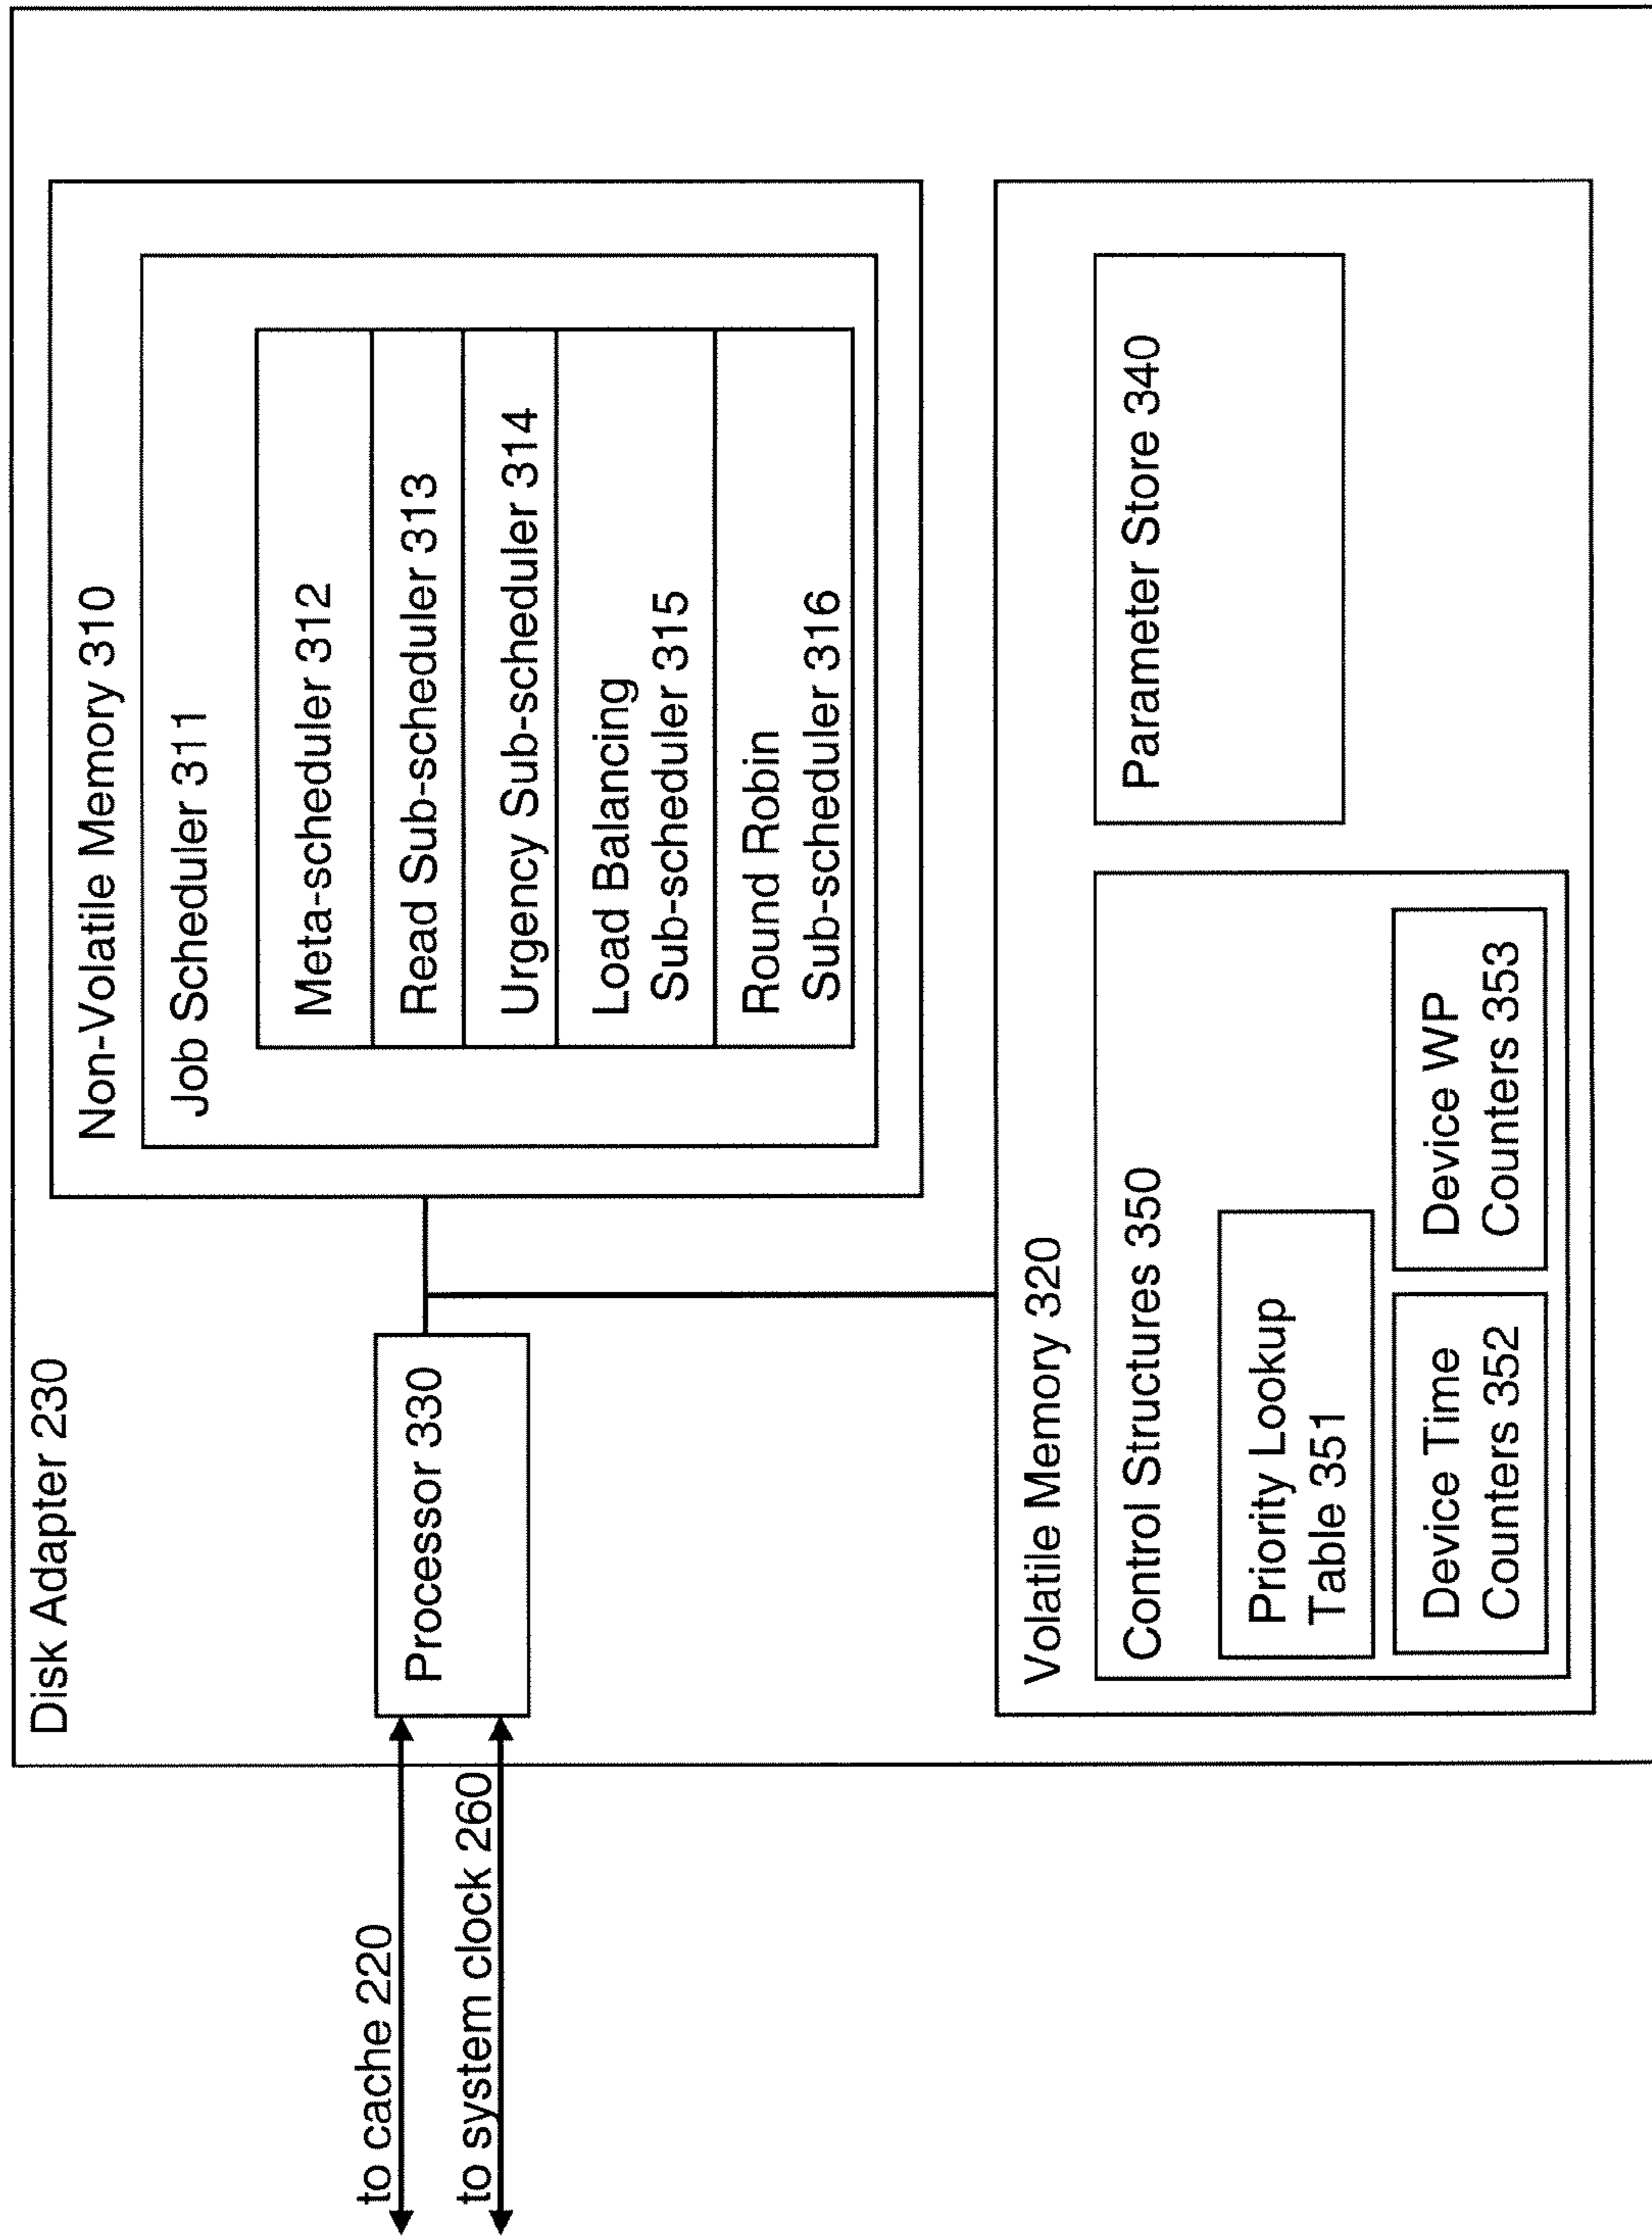 Disk Adapter 230
Non-Volatile Memory 310
Job Scheduler 311
Meta-scheduler 312
Read Sub-scheduler 313
Urgency Sub-scheduler 314
Load Balancing
Sub-scheduler 315
Round Robin
Sub-scheduler 316
to cache 220
to system clock 260
Processor 330
Volatile Memory 320
Control Structures 350
Priority Lookup
Table 351
Device Time
Counters 352
Device WP
Counters 353
Parameter Store 340